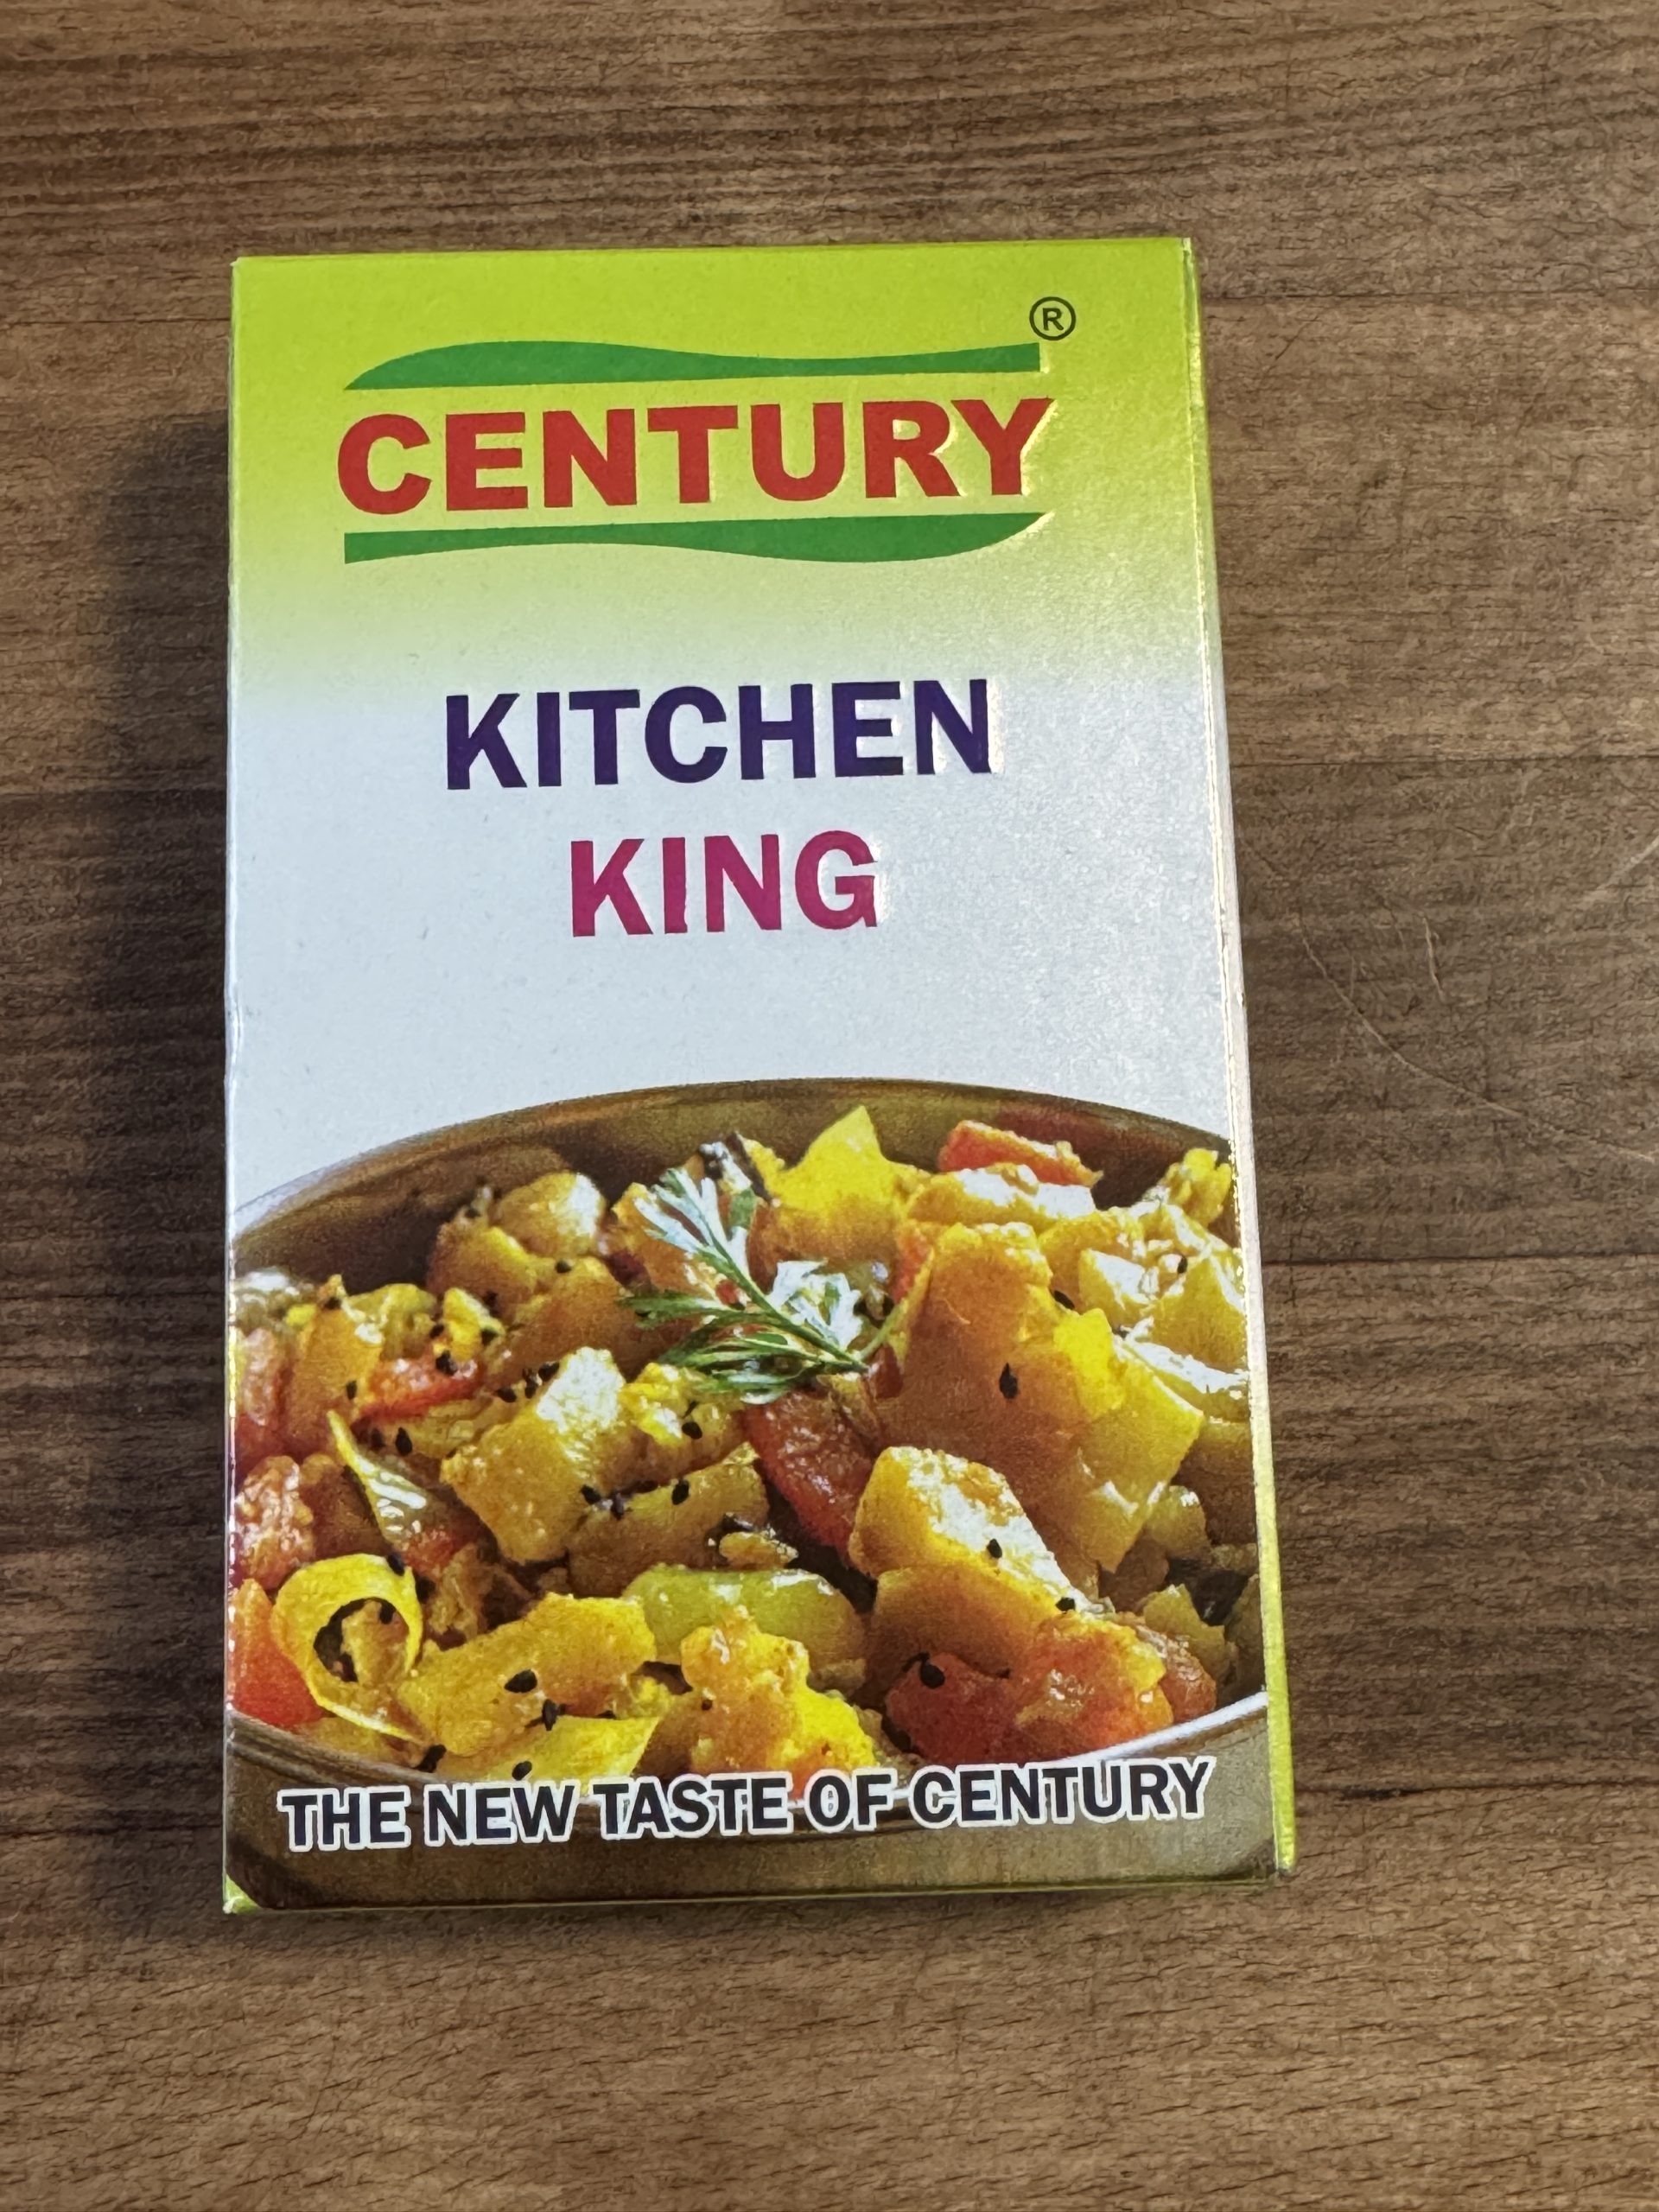 ®
CENTURY
KITCHEN
KING
THE NEW TASTE OF CENTURY